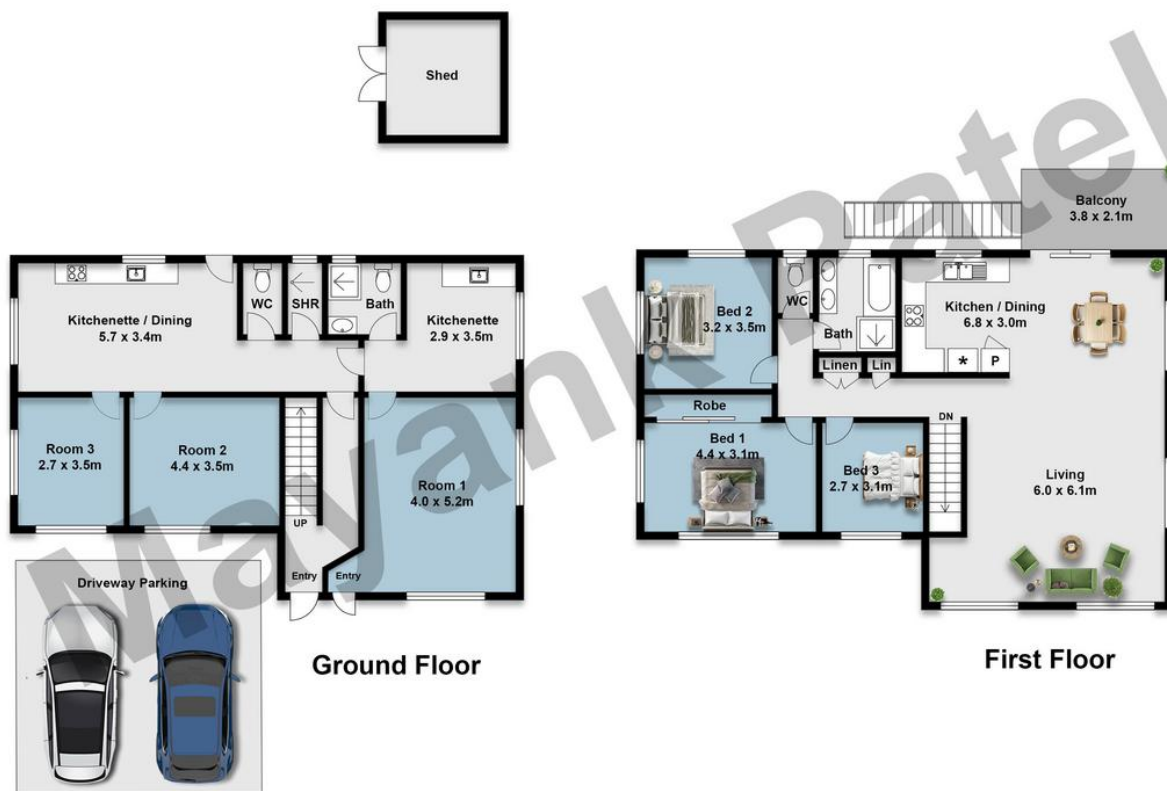 Shed
Kitchenette / Dining
5.7 x 3.4m
WC
SHR
Bath
Kitchenette
2.9 x 3.5m
Room 3
2.7 x 3.5m
Room 2
4.4 x 3.5m
Room 1
4.0 x 5.2m
UP
Entry
Entry
Driveway Parking
Ground Floor
Balcony
3.8 x 2.1m
Bed 2
3.2 x 3.5m
WC
Bath
Kitchen / Dining
6.8 x 3.0m
*
P
Linen
Lin
Robe
Bed 1
4.4 x 3.1m
Bed 3
2.7 x 3.1m
DN
Living
6.0 x 6.1m
First Floor
Mayank Patel